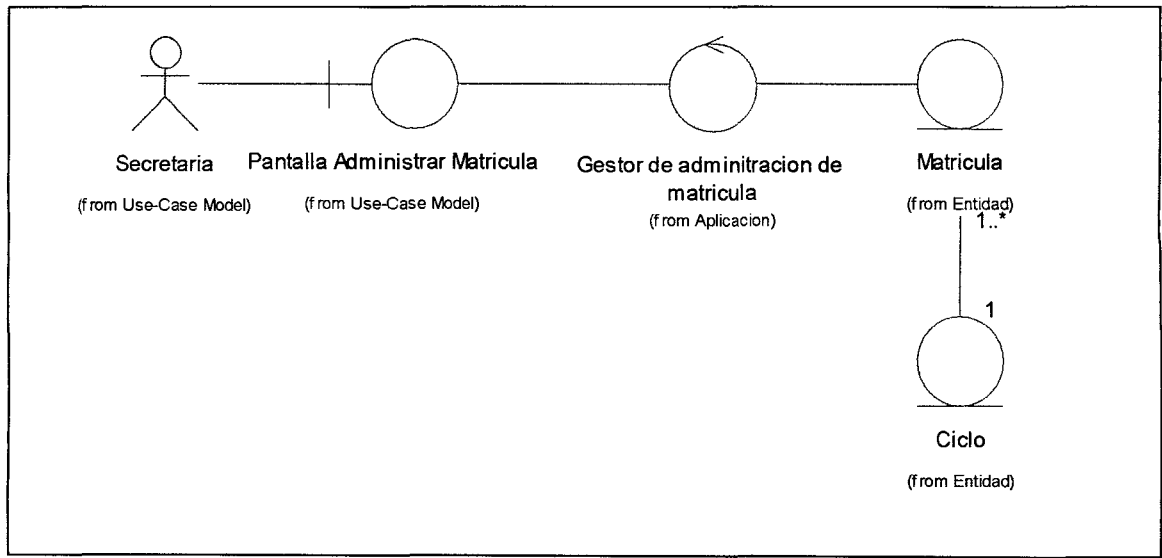 Secretaria
(from Use-Case Model)
Pantalla Administrar Matricula
(from Use-Case Model)
Gestor de adminitracion de
matricula
(from Aplicacion)
Matricula
(from Entidad)
1..*
1
Ciclo
(from Entidad)